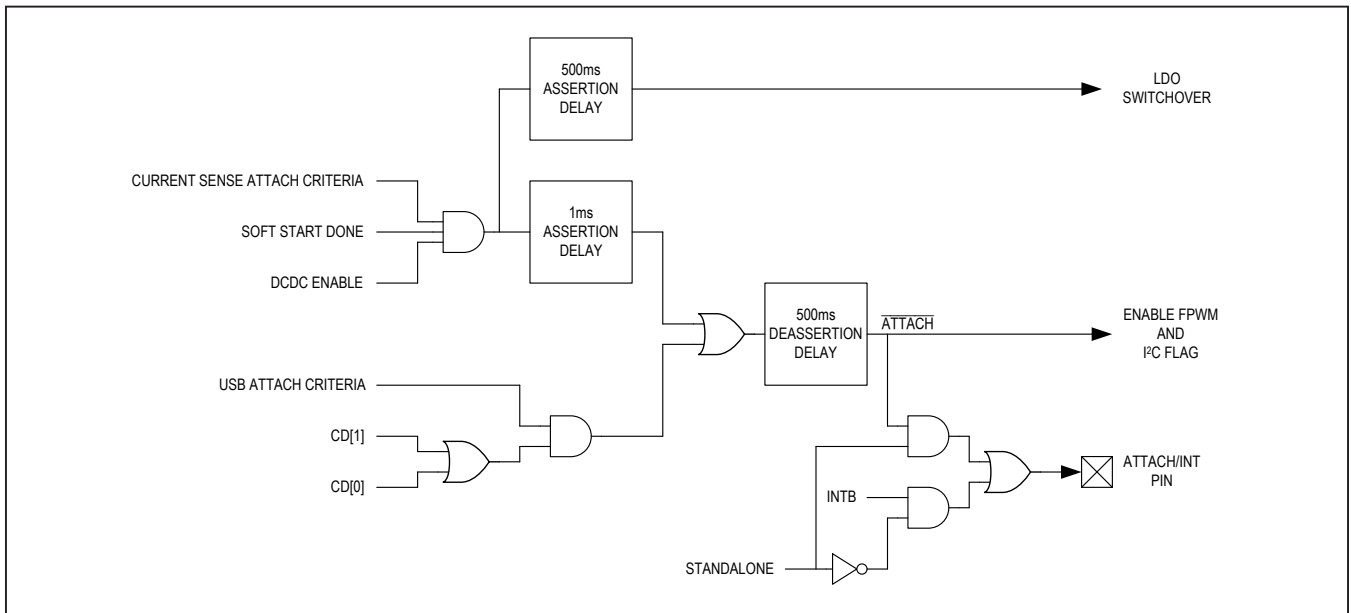 500ms
ASSERTION
DELAY
LDO
SWITCHOVER
CURRENT SENSE ATTACH CRITERIA
SOFT START DONE
DCDC ENABLE
1ms
ASSERTION
DELAY
500ms
DEASSERTION
DELAY
ATTACH
ENABLE FPWM
AND
I²C FLAG
USB ATTACH CRITERIA
CD[1]
CD[0]
INTB
ATTACH/INT
PIN
STANDALONE